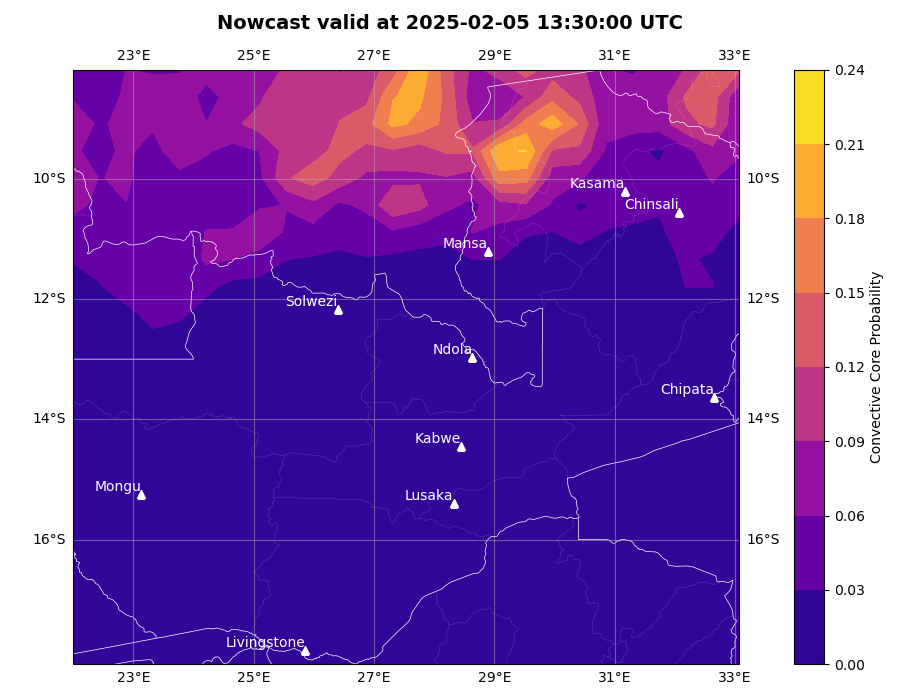 Nowcast valid at 2025-02-05 13:30:00 UTC
23°E 25°E 27°E 29°E 31°E 33°E
0.24
0.21
0.18
0.15
0.12
0.09
0.06
0.03
0.00
Convective Core Probability
10°S 10°S
12°S 12°S
14°S 14°S
16°S 16°S
Kasama
Chinsali
Mansa
Solwezi
Ndola
Chipata
Kabwe
Mongu
Lusaka
Livingstone
23°E 25°E 27°E 29°E 31°E 33°E